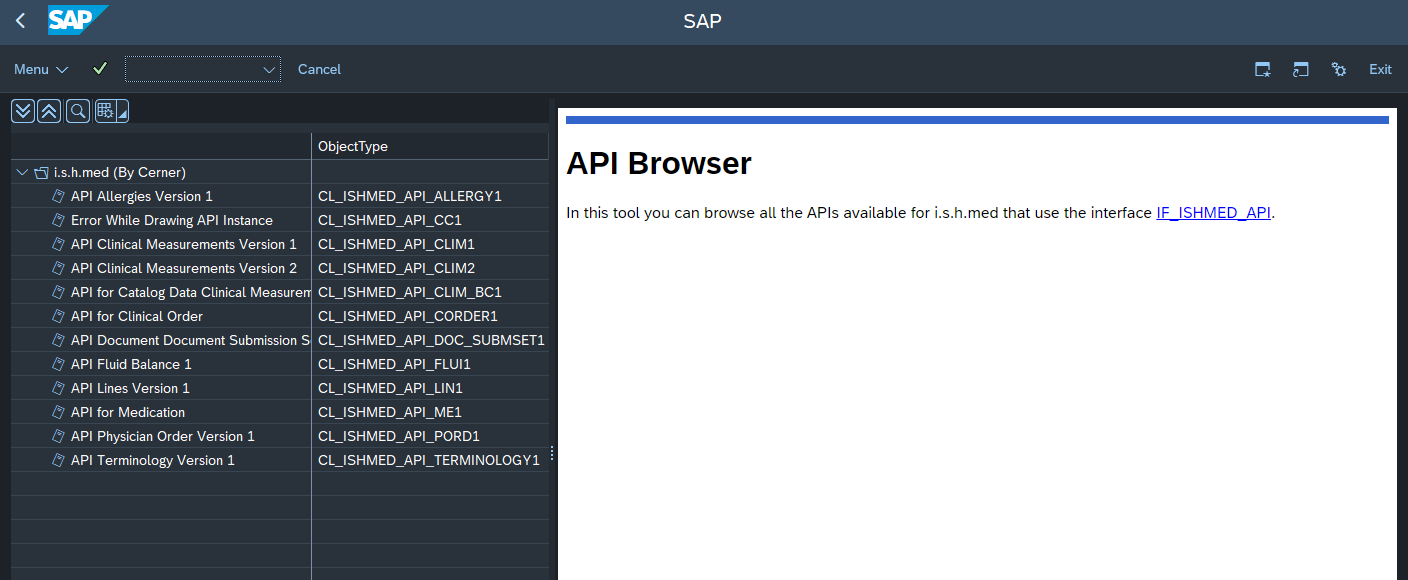 SAP
SAP
Menu
Cancel
Exit
ObjectType
i.s.h.med (By Cerner)
API Allergies Version 1 CL_ISHMED_API_ALLERGY1
Error While Drawing API Instance CL_ISHMED_API_CC1
API Clinical Measurements Version 1 CL_ISHMED_API_CLIM1
API Clinical Measurements Version 2 CL_ISHMED_API_CLIM2
API for Catalog Data Clinical Measurem CL_ISHMED_API_CLIM_BC1
API for Clinical Order CL_ISHMED_API_CORDER1
API Document Document Submission S CL_ISHMED_API_DOC_SUBMSET1
API Fluid Balance 1 CL_ISHMED_API_FLUI1
API Lines Version 1 CL_ISHMED_API_LIN1
API for Medication CL_ISHMED_API_ME1
API Physician Order Version 1 CL_ISHMED_API_PORD1
API Terminology Version 1 CL_ISHMED_API_TERMINOLOGY1
API Browser
In this tool you can browse all the APIs available for i.s.h.med that use the interface IF_ISHMED_API.